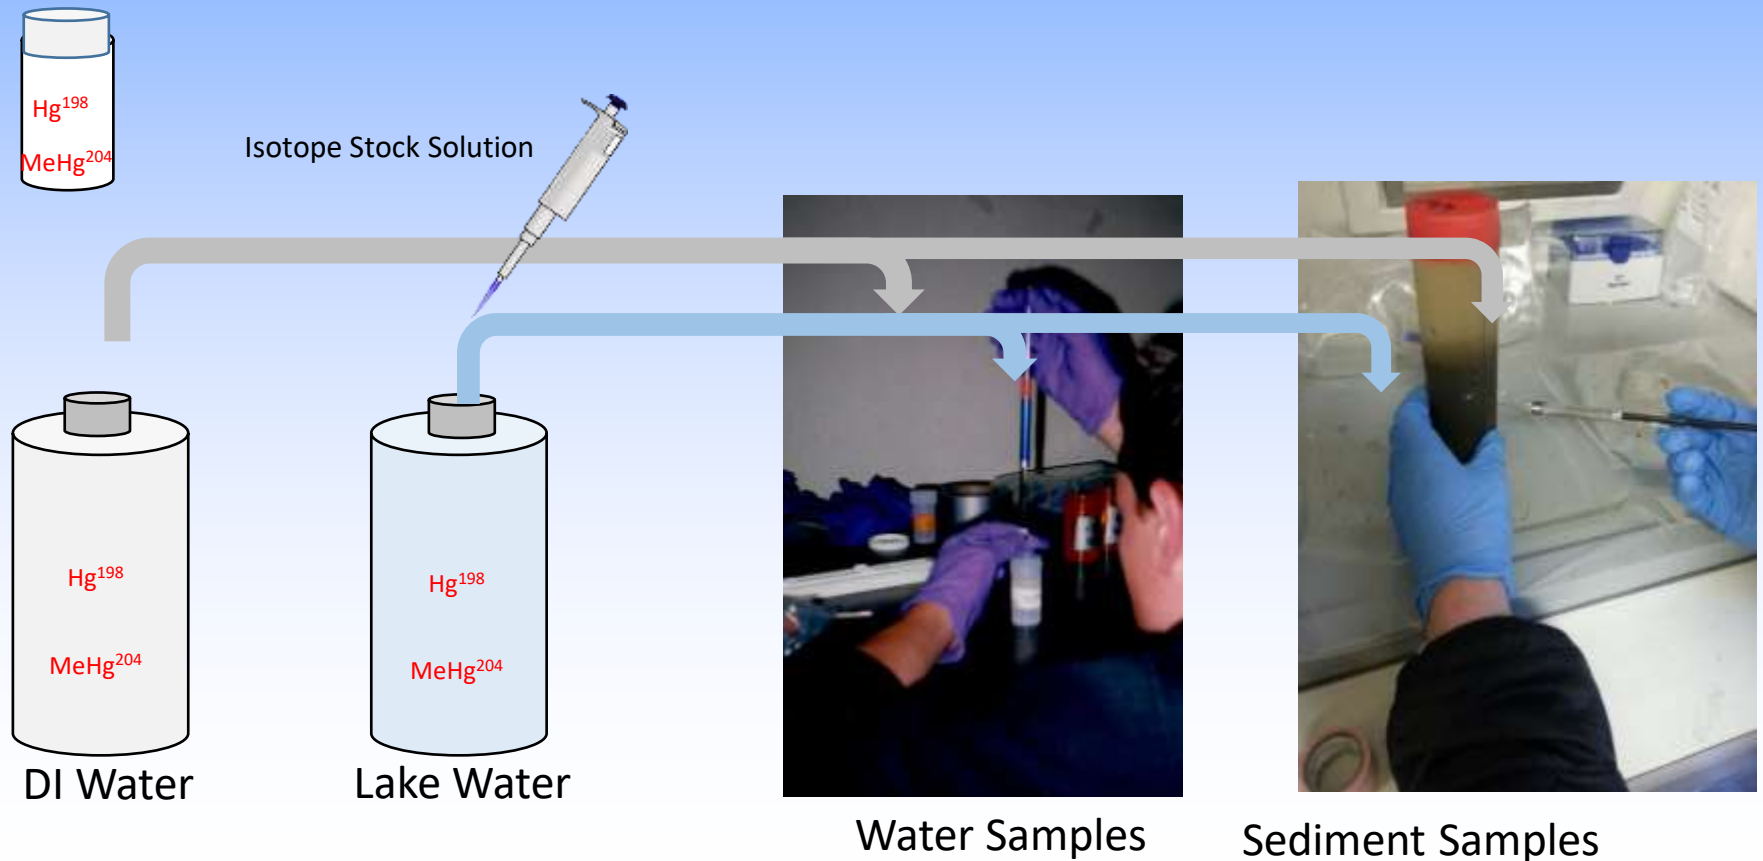 Hg¹⁹⁸
MeHg²⁰⁴
Isotope Stock Solution
Hg¹⁹⁸
MeHg²⁰⁴
DI Water
Hg¹⁹⁸
MeHg²⁰⁴
Lake Water
Water Samples
Sediment Samples